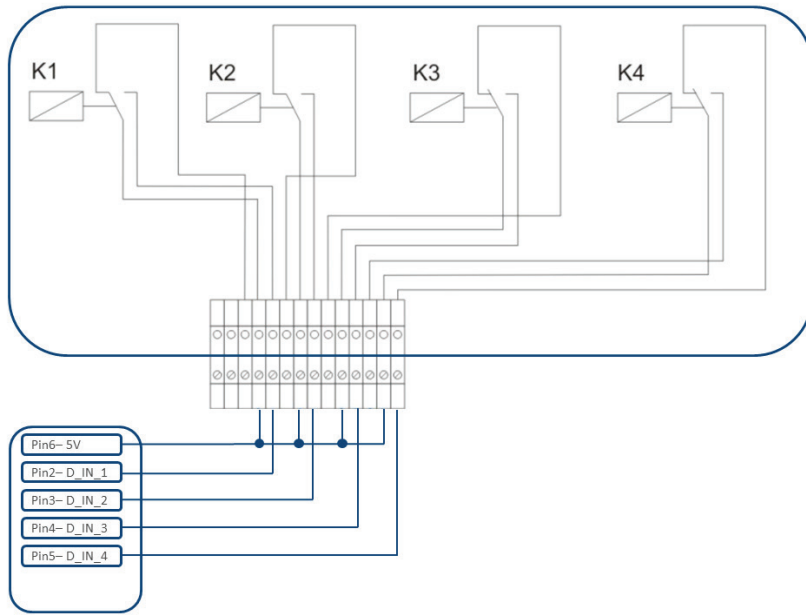 K1
K2
K3
K4
Pin6– 5V
Pin2– D_IN_1
Pin3– D_IN_2
Pin4– D_IN_3
Pin5– D_IN_4